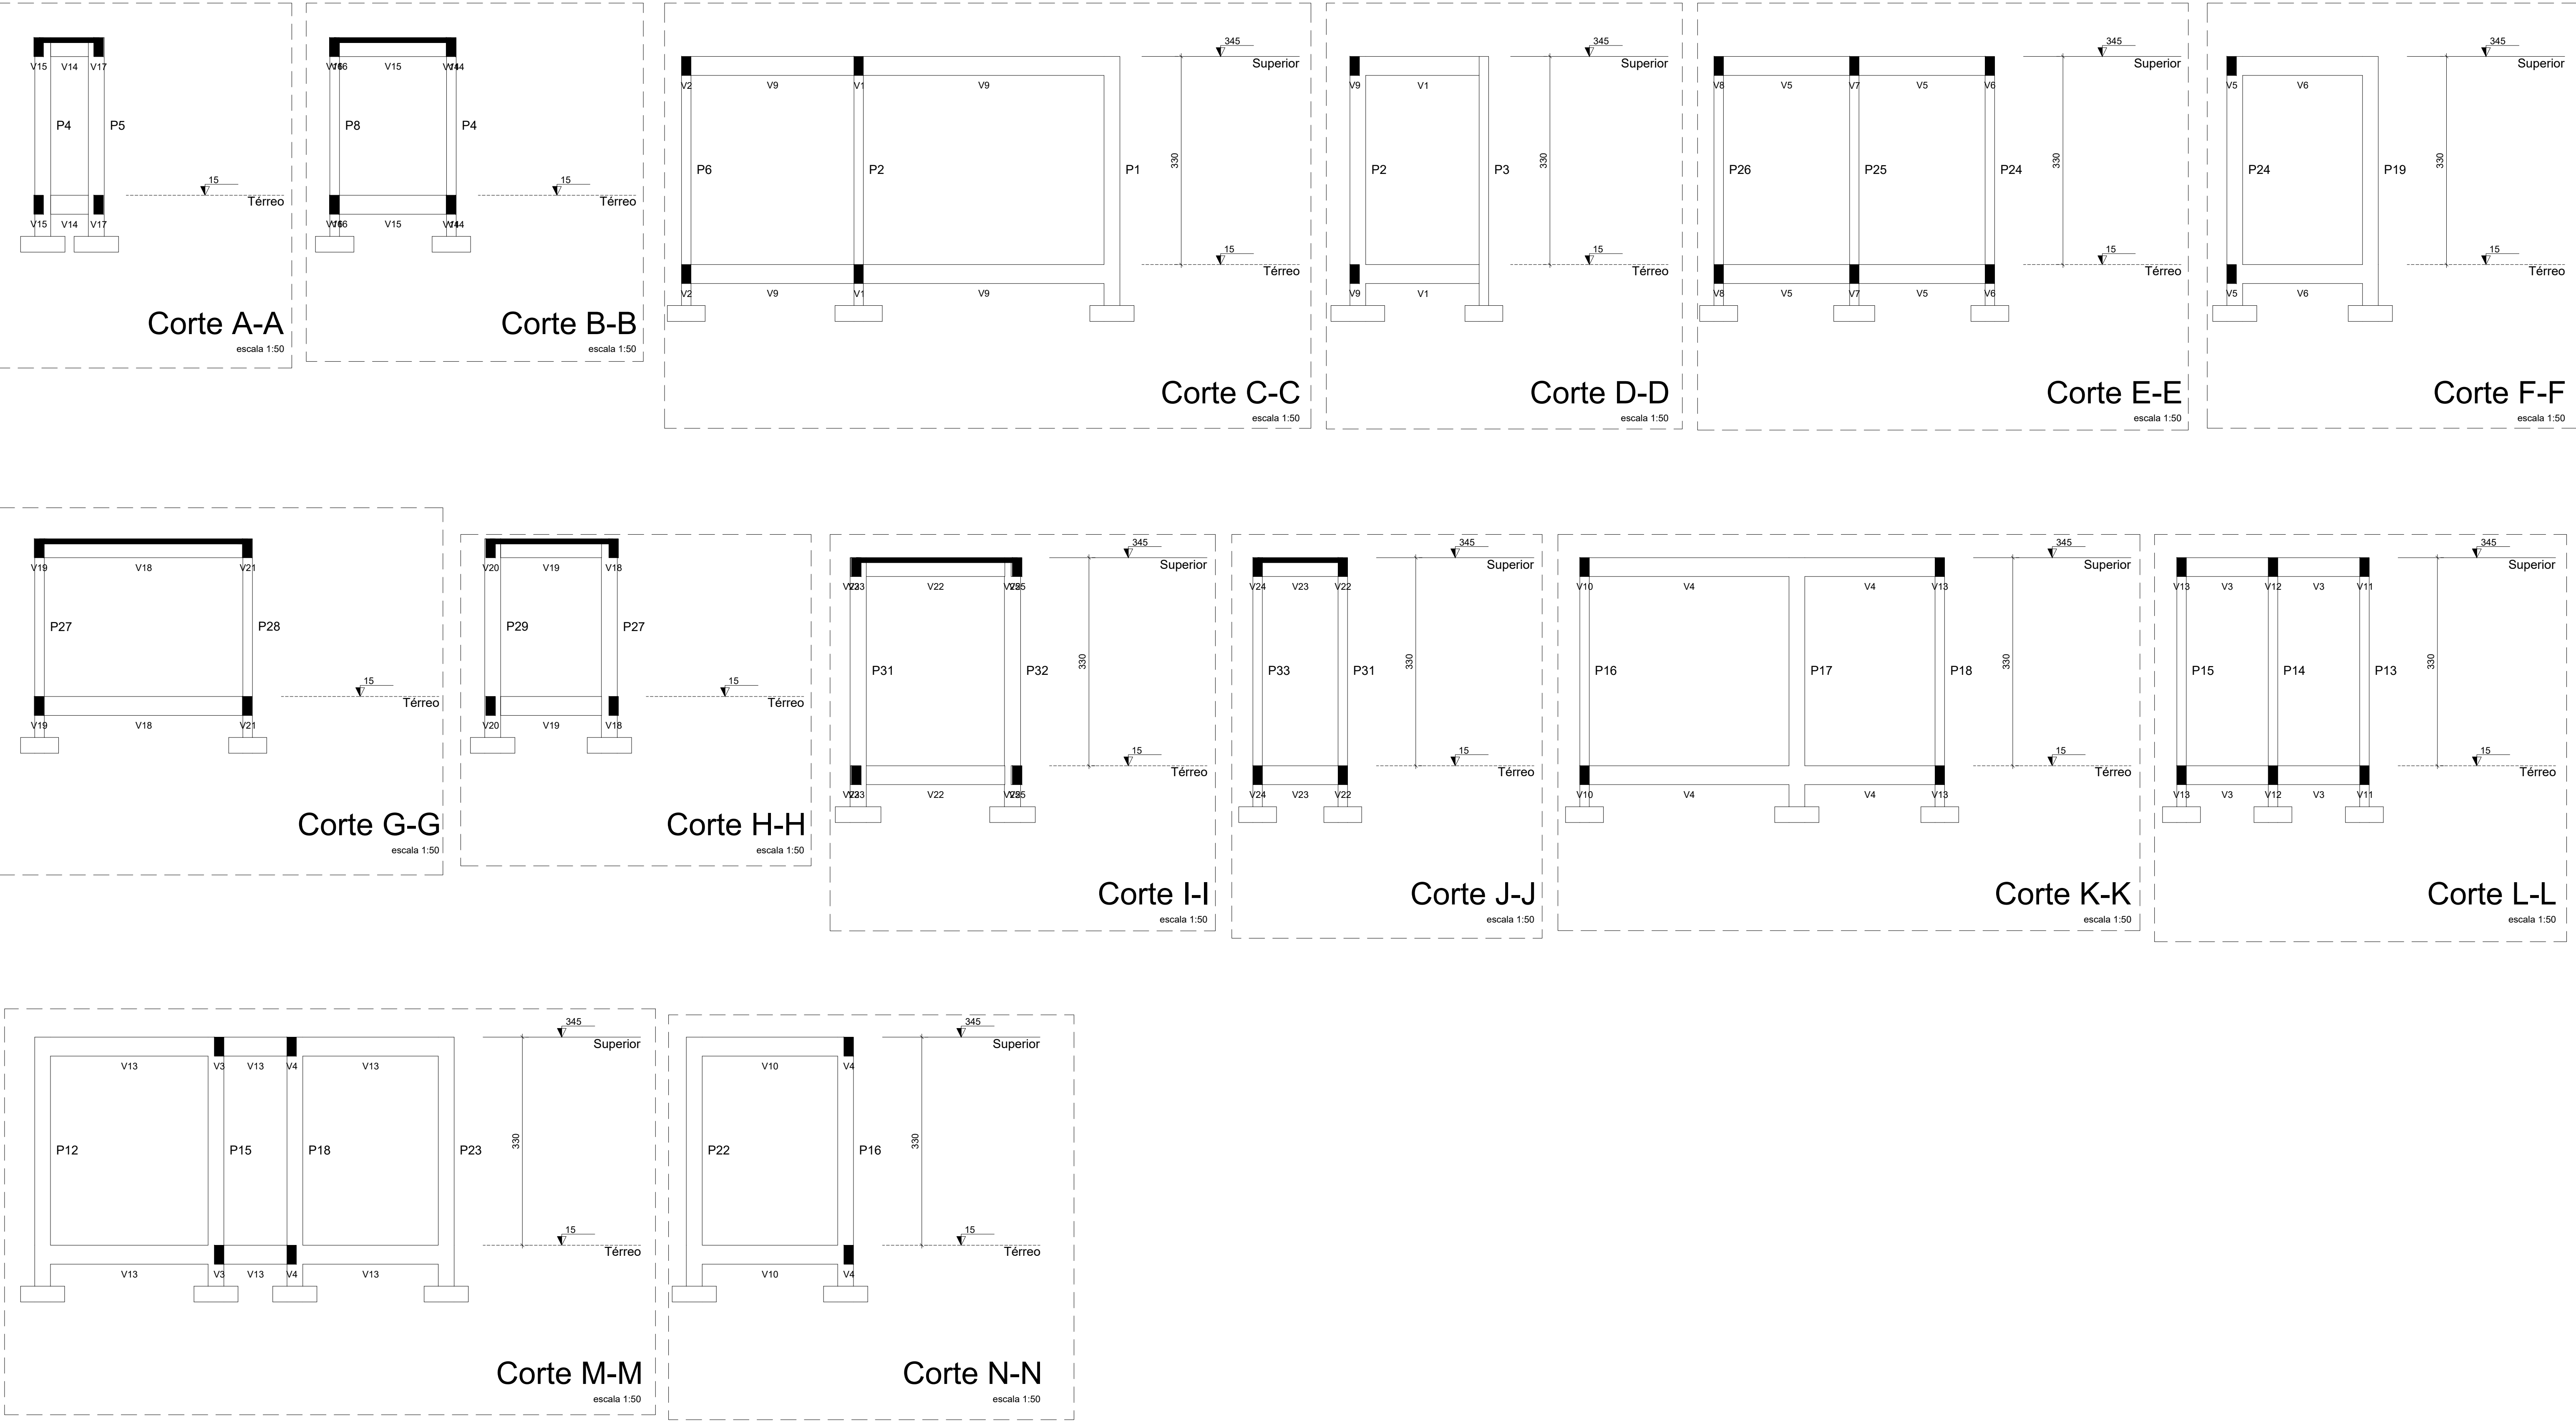 V15 V14 V17
P4 P5
15
Térreo
V15 V14 V17
Corte A-A
escala 1:50
V16 V15 V14
P8 P4
15
Térreo
V16 V15 V14
Corte B-B
escala 1:50
345
Superior
V2 V9 V1 V9
P6 P2 P1
330
15
Térreo
V2 V9 V1 V9
Corte C-C
escala 1:50
345
Superior
V9 V1
P2 P3
330
15
Térreo
V9 V1
Corte D-D
escala 1:50
345
Superior
V8 V5 V7 V5 V6
P26 P25 P24
330
15
Térreo
V8 V5 V7 V5 V6
Corte E-E
escala 1:50
345
Superior
V5 V6
P24 P19
330
15
Térreo
V5 V6
Corte F-F
escala 1:50
V19 V18 V21
P27 P28
15
Térreo
V19 V18 V21
Corte G-G
escala 1:50
V20 V19 V18
P29 P27
15
Térreo
V20 V19 V18
Corte H-H
escala 1:50
345
Superior
V23 V22 V25
P31 P32
330
15
Térreo
V23 V22 V25
Corte I-I
escala 1:50
345
Superior
V24 V23 V22
P33 P31
330
15
Térreo
V24 V23 V22
Corte J-J
escala 1:50
345
Superior
V10 V4 V4 V13
P16 P17 P18
330
15
Térreo
V10 V4 V4 V13
Corte K-K
escala 1:50
345
Superior
V13 V3 V12 V3 V11
P15 P14 P13
330
15
Térreo
V13 V3 V12 V3 V11
Corte L-L
escala 1:50
345
Superior
V13 V3 V13 V4 V13
P12 P15 P18 P23
330
15
Térreo
V13 V3 V13 V4 V13
Corte M-M
escala 1:50
345
Superior
V10 V4
P22 P16
330
15
Térreo
V10 V4
Corte N-N
escala 1:50